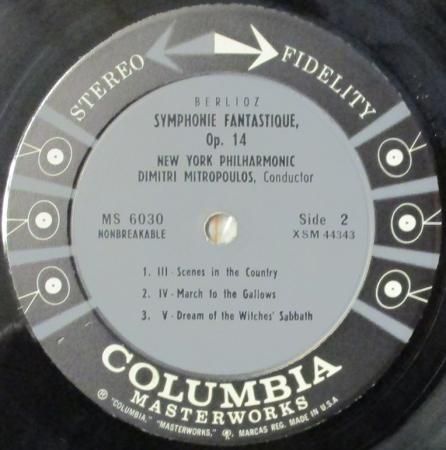 STEREO FIDELITY
BERLIOZ
SYMPHONIE FANTASTIQUE,
Op. 14
NEW YORK PHILHARMONIC
DIMITRI MITROPOULOS, Conductor
MS 6030
NONBREAKABLE
Side 2
XSM 44343
1. III - Scenes in the Country
2. IV - March to the Gallows
3. V - Dream of the Witches' Sabbath
COLUMBIA
MASTERWORKS
® "COLUMBIA," "MASTERWORKS," MARCAS REG. MADE IN U.S.A